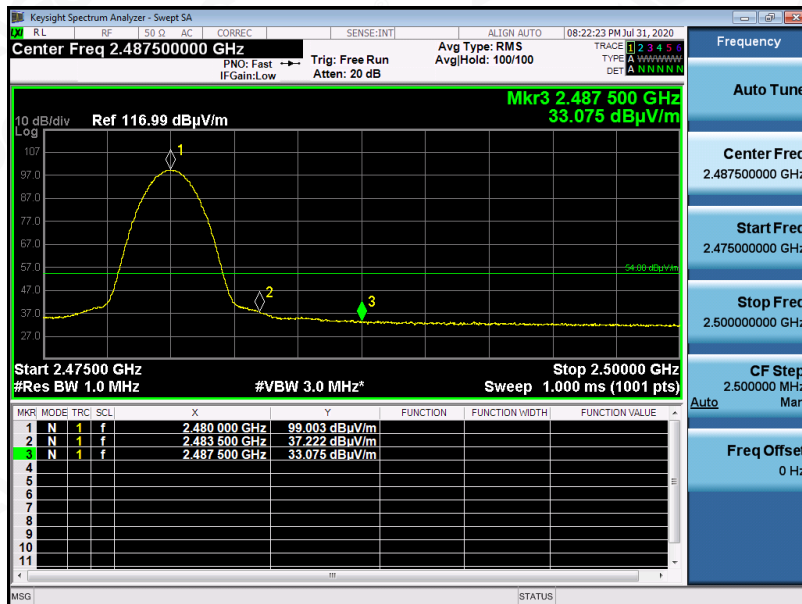 Keysight Spectrum Analyzer - Swept SA
LXI RL RF 50 Ω AC CORREC SENSE:INT ALIGN AUTO 08:22:23 PM Jul 31, 2020
Center Freq 2.487500000 GHz
PNO: Fast
IFGain:Low
Trig: Free Run
Atten: 20 dB
Avg Type: RMS
Avg|Hold: 100/100
TRACE 1 2 3 4 5 6
TYPE A WWWWW
DET A N N N N N
Mkr3 2.487 500 GHz
33.075 dBµV/m
10 dB/div Ref 116.99 dBµV/m
Log
107
97.0
87.0
77.0
67.0
57.0
47.0
37.0
27.0
1
2
3
54.00 dBµV/m
Start 2.47500 GHz Stop 2.50000 GHz
#Res BW 1.0 MHz #VBW 3.0 MHz* Sweep 1.000 ms (1001 pts)
MKR MODE TRC SCL X Y FUNCTION FUNCTION WIDTH FUNCTION VALUE
1 N 1 f 2.480 000 GHz 99.003 dBµV/m
2 N 1 f 2.483 500 GHz 37.222 dBµV/m
3 N 1 f 2.487 500 GHz 33.075 dBµV/m
4
5
6
7
8
9
10
11
MSG STATUS
Frequency
Auto Tune
Center Freq
2.487500000 GHz
Start Freq
2.475000000 GHz
Stop Freq
2.500000000 GHz
CF Step
2.500000 MHz
Auto Man
Freq Offset
0 Hz